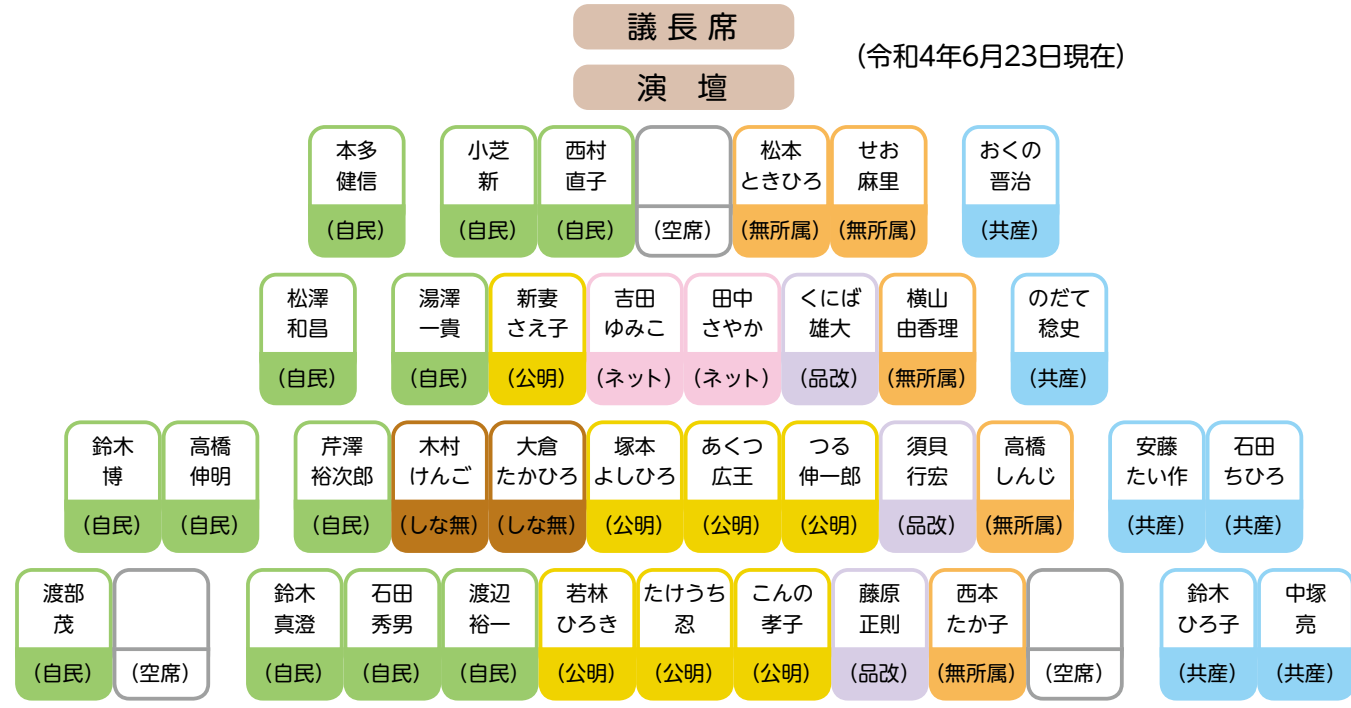 議長席
(令和4年6月23日現在)
演 壇
本多
健信
(自民)
小芝
新
(自民)
西村
直子
(自民)
(空席)
松本
ときひろ
(無所属)
せお
麻里
(無所属)
おくの
晋治
(共産)
松澤
和昌
(自民)
湯澤
一貴
(自民)
新妻
さえ子
(公明)
吉田
ゆみこ
(ネット)
田中
さやか
(ネット)
くにば
雄大
(品改)
横山
由香理
(無所属)
のだて
稔史
(共産)
鈴木
博
(自民)
高橋
伸明
(自民)
芹澤
裕次郎
(自民)
木村
けんご
(しな無)
大倉
たかひろ
(しな無)
塚本
よしひろ
(公明)
あくつ
広王
(公明)
つる
伸一郎
(公明)
須貝
行宏
(品改)
高橋
しんじ
(無所属)
安藤
たい作
(共産)
石田
ちひろ
(共産)
渡部
茂
(自民)
(空席)
鈴木
真澄
(自民)
石田
秀男
(自民)
渡辺
裕一
(自民)
若林
ひろき
(公明)
たけうち
忍
(公明)
こんの
孝子
(公明)
藤原
正則
(品改)
西本
たか子
(無所属)
(空席)
鈴木
ひろ子
(共産)
中塚
亮
(共産)